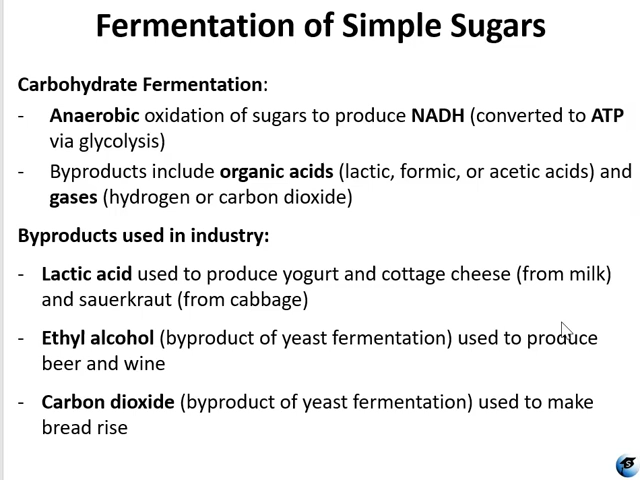 Fermentation of Simple Sugars
Carbohydrate Fermentation:
- Anaerobic oxidation of sugars to produce NADH (converted to ATP
via glycolysis)
- Byproducts include organic acids (lactic, formic, or acetic acids) and
gases (hydrogen or carbon dioxide)
Byproducts used in industry:
- Lactic acid used to produce yogurt and cottage cheese (from milk)
and sauerkraut (from cabbage)
- Ethyl alcohol (byproduct of yeast fermentation) used to produce
beer and wine
- Carbon dioxide (byproduct of yeast fermentation) used to make
bread rise